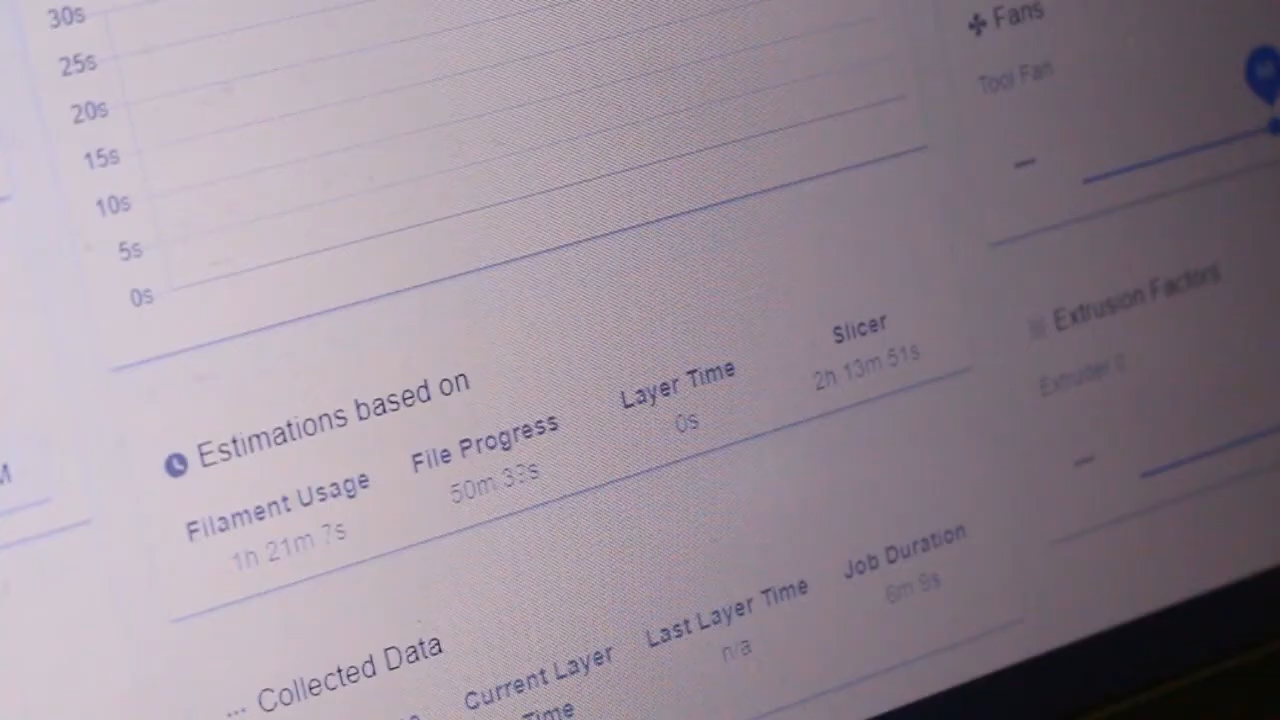 30s
25s
20s
15s
10s
5s
0s
Fans
Tool Fan
Extrusion Factors
Extruder 0
Estimations based on
Filament Usage
1h 21m 7s
File Progress
50m 33s
Layer Time
0s
Slicer
2h 13m 51s
... Collected Data
Current Layer
Time
Last Layer Time
n/a
Job Duration
6m 9s